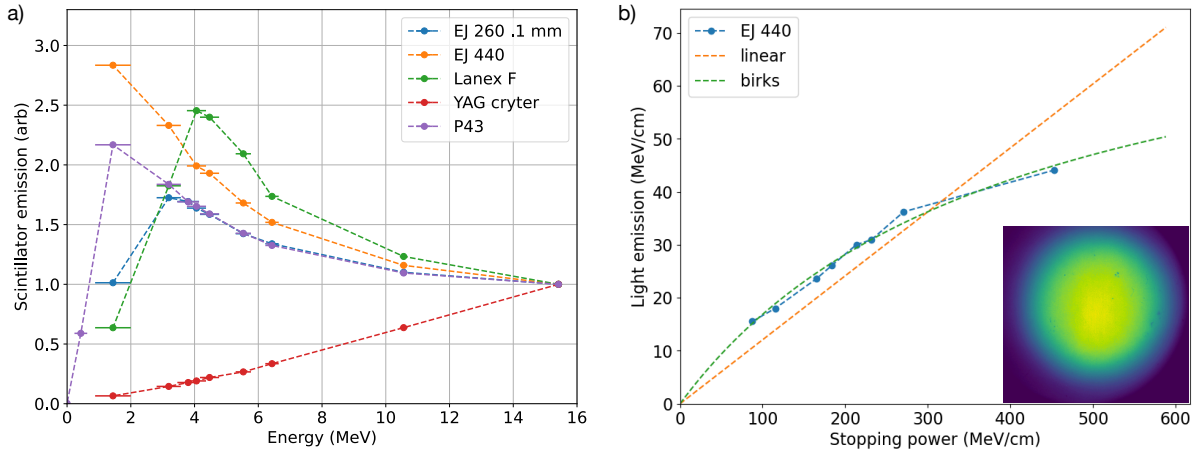 a)
Scintillator emission (arb)
3.0
2.5
2.0
1.5
1.0
0.5
0.0
EJ 260 .1 mm
EJ 440
Lanex F
YAG cryter
P43
0 2 4 6 8 10 12 14 16
Energy (MeV)
b)
Light emission (MeV/cm)
70
60
50
40
30
20
10
0
EJ 440
linear
birks
0 100 200 300 400 500 600
Stopping power (MeV/cm)